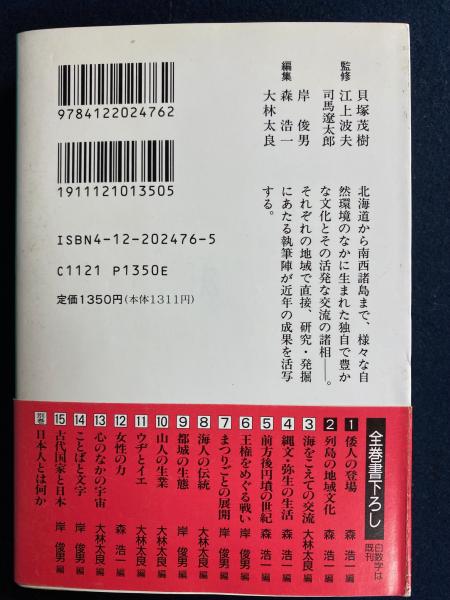 貝塚茂樹
監修 江上波夫
司馬遼太郎
岸 俊男
編集 森 浩一
大林太良
9784122024762
1911121013505
ISBN4-12-202476-5
C1121 P1350E
定価1350円(本体1311円)
北海道から南西諸島まで、様々な自
然環境のなかに生まれた独自で豊か
な文化とその活発な交流の諸相──。
それぞれの地域で直接、研究・発掘
にあたる執筆陣が近年の成果を活写
する。
全巻書下ろし
白数字は
既刊
1 倭人の登場 森 浩一編
2 列島の地域文化 森 浩一編
3 海をこえての交流 大林太良編
4 縄文・弥生の生活 森 浩一編
5 前方後円墳の世紀 森 浩一編
6 王権をめぐる戦い 岸 俊男編
7 まつりごとの展開 岸 俊男編
8 海人の伝統 大林太良編
9 都城の生態 岸 俊男編
10 山人の生業 大林太良編
11 ウヂとイエ 大林太良編
12 女性の力 森 浩一編
13 心のなかの宇宙 大林太良編
14 ことばと文字 岸 俊男編
15 古代国家と日本 岸 俊男編
別巻 日本人とは何か